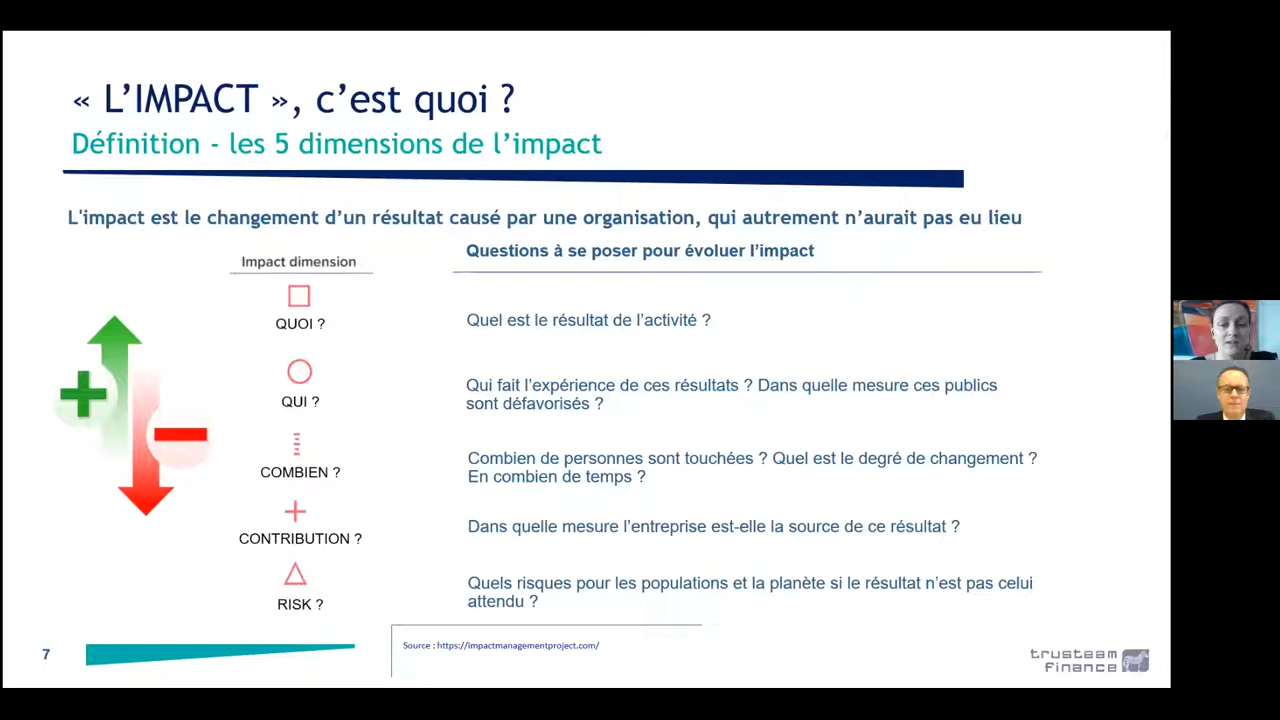 « L’IMPACT », c’est quoi ?
Définition - les 5 dimensions de l’impact
L'impact est le changement d’un résultat causé par une organisation, qui autrement n’aurait pas eu lieu
Impact dimension
Questions à se poser pour évoluer l’impact
QUOI ?
Quel est le résultat de l’activité ?
QUI ?
Qui fait l’expérience de ces résultats ? Dans quelle mesure ces publics
sont défavorisés ?
COMBIEN ?
Combien de personnes sont touchées ? Quel est le degré de changement ?
En combien de temps ?
CONTRIBUTION ?
Dans quelle mesure l’entreprise est-elle la source de ce résultat ?
RISK ?
Quels risques pour les populations et la planète si le résultat n’est pas celui
attendu ?
7
Source : https://impactmanagementproject.com/
trusteam
finance